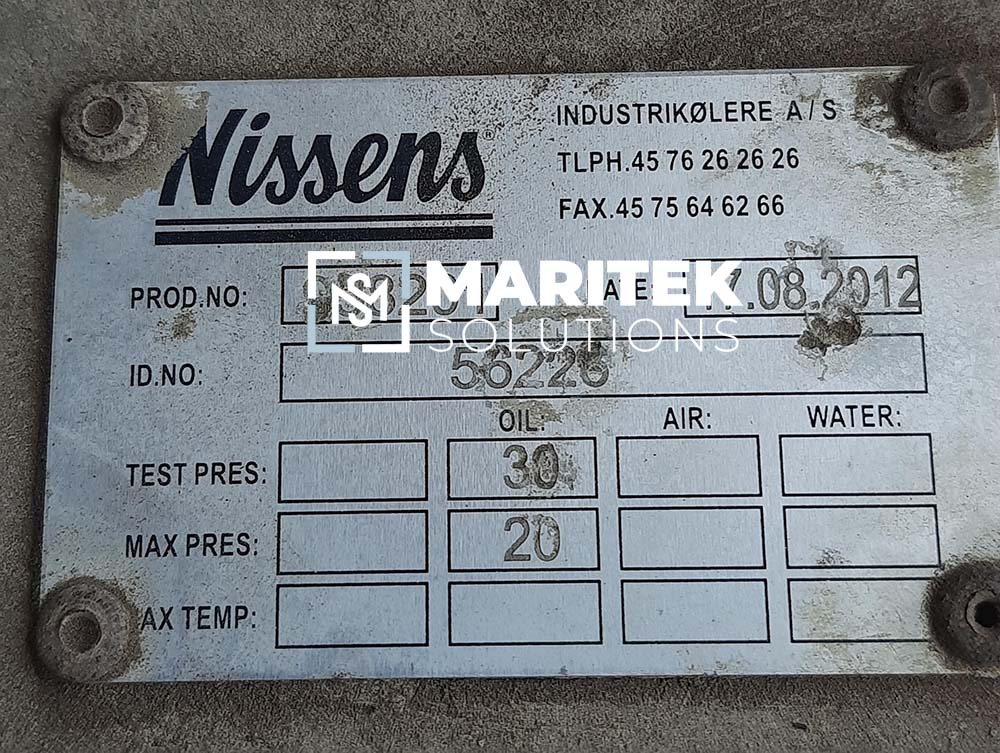 Nissens
INDUSTRIKØLERE A/S
TLPH.45 76 26 26 26
FAX.45 75 64 62 66
MARITEK
SOLUTIONS
PROD.NO:
.08.2012
ID.NO: 56226
OIL: AIR: WATER:
TEST PRES: 30
MAX PRES: 20
TEMP: